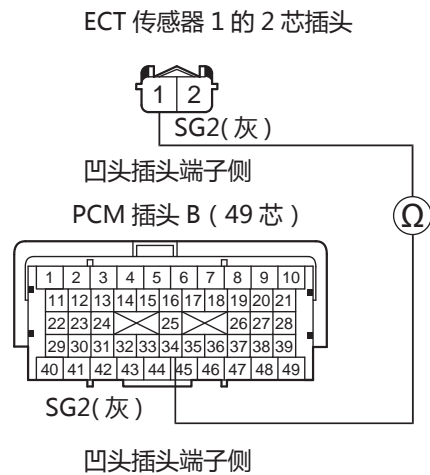 ECT 传感器 1 的 2 芯插头
1 2
SG2(灰)
凹头插头端子侧
PCM 插头 B（49 芯）
Ω
1 2 3 4 5 6 7 8 9 10
11 12 13 14 15 16 17 18 19 20 21
22 23 24 25 26 27 28
29 30 31 32 33 34 35 36 37 38 39
40 41 42 43 44 45 46 47 48 49
SG2(灰)
凹头插头端子侧